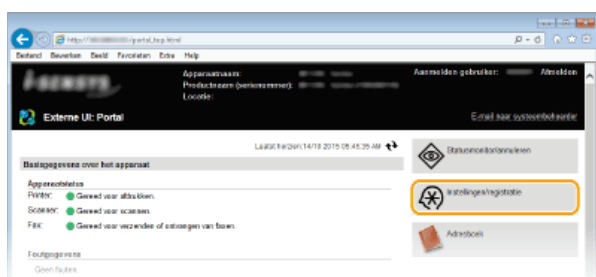 http:// /portal_top.html
Bestand Bewerken Beeld Favorieten Extra Help
Apparaatnaam:
Productnaam (serienummer):
Locatie:
Aanmelden gebruiker: Afmelden
Externe UI: Portal
E-mail naar systeembeheerder
Laatst herzien:14/10 2015 05:45:35 AM
Basisgegevens over het apparaat
Apparaatstatus
Printer: Gereed voor afdrukken.
Scanner: Gereed voor scannen.
Fax: Gereed voor verzenden of ontvangen van faxen.
Foutgegevens
Geen fouten.
Statusmonitor/annuleren
Instellingen/registratie
Adresboek